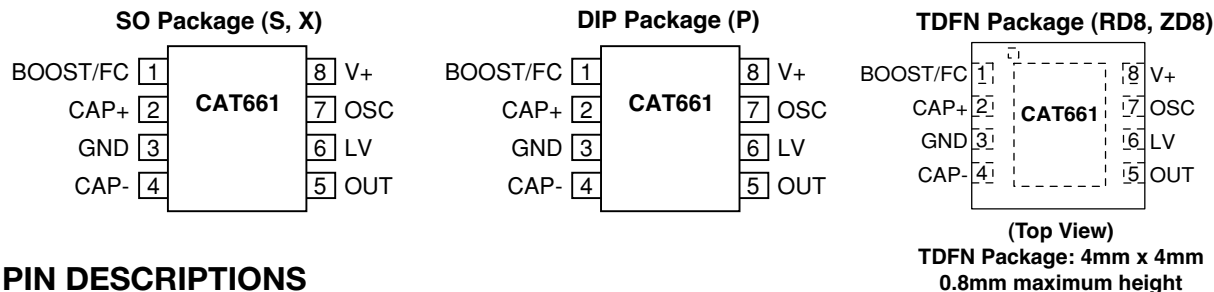 SO Package (S, X)
BOOST/FC 1 8 V+
CAP+ 2 CAT661 7 OSC
GND 3 6 LV
CAP- 4 5 OUT
DIP Package (P)
BOOST/FC 1 8 V+
CAP+ 2 CAT661 7 OSC
GND 3 6 LV
CAP- 4 5 OUT
TDFN Package (RD8, ZD8)
BOOST/FC 1 8 V+
CAP+ 2 CAT661 7 OSC
GND 3 6 LV
CAP- 4 5 OUT
(Top View)
TDFN Package: 4mm x 4mm
0.8mm maximum height
PIN DESCRIPTIONS